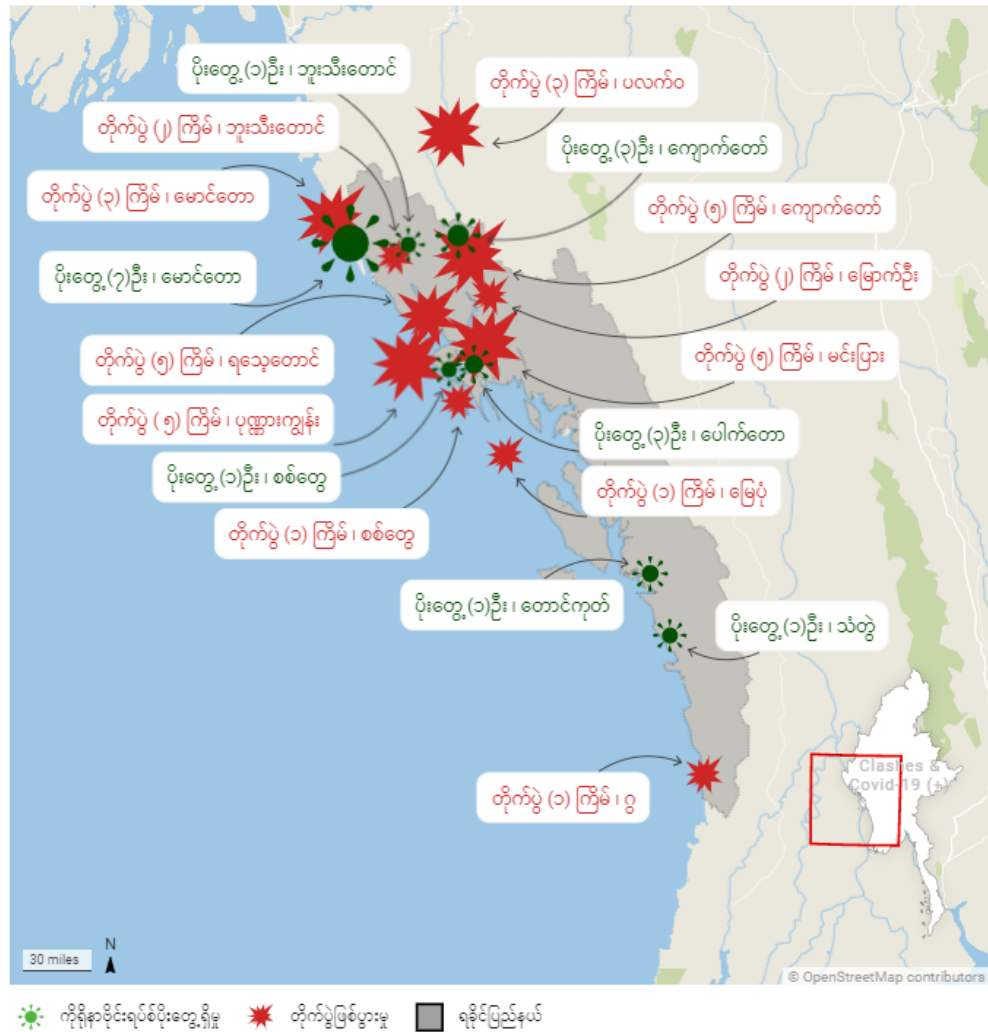 ပိုးတွေ့ (၁)ဦး ၊ ဘူးသီးတောင်
တိုက်ပွဲ (၃) ကြိမ် ၊ ပလက်ဝ
တိုက်ပွဲ (၂) ကြိမ် ၊ ဘူးသီးတောင်
ပိုးတွေ့ (၃)ဦး ၊ ကျောက်တော်
တိုက်ပွဲ (၃) ကြိမ် ၊ မောင်တော
တိုက်ပွဲ (၅) ကြိမ် ၊ ကျောက်တော်
ပိုးတွေ့ (၇)ဦး ၊ မောင်တော
တိုက်ပွဲ (၂) ကြိမ် ၊ မြောက်ဦး
တိုက်ပွဲ (၅) ကြိမ် ၊ ရသေ့တောင်
တိုက်ပွဲ (၅) ကြိမ် ၊ မင်းပြား
တိုက်ပွဲ ( ၅) ကြိမ် ၊ ပုဏ္ဏားကျွန်း
ပိုးတွေ့ (၃)ဦး ၊ ပေါက်တော
ပိုးတွေ့ (၁)ဦး ၊ စစ်တွေ
တိုက်ပွဲ (၁) ကြိမ် ၊ မြေပုံ
တိုက်ပွဲ (၁) ကြိမ် ၊ စစ်တွေ
ပိုးတွေ့ (၁)ဦး ၊ တောင်ကုတ်
ပိုးတွေ့ (၁)ဦး ၊ သံတွဲ
တိုက်ပွဲ (၁) ကြိမ် ၊ ဂွ
Clashes &
Covid-19 (+)
30 miles
N
© OpenStreetMap contributors
ကိုရိုနာဗိုင်းရပ်စ်ပိုးတွေ့ရှိမှု
တိုက်ပွဲဖြစ်ပွားမှု
ရခိုင်ပြည်နယ်